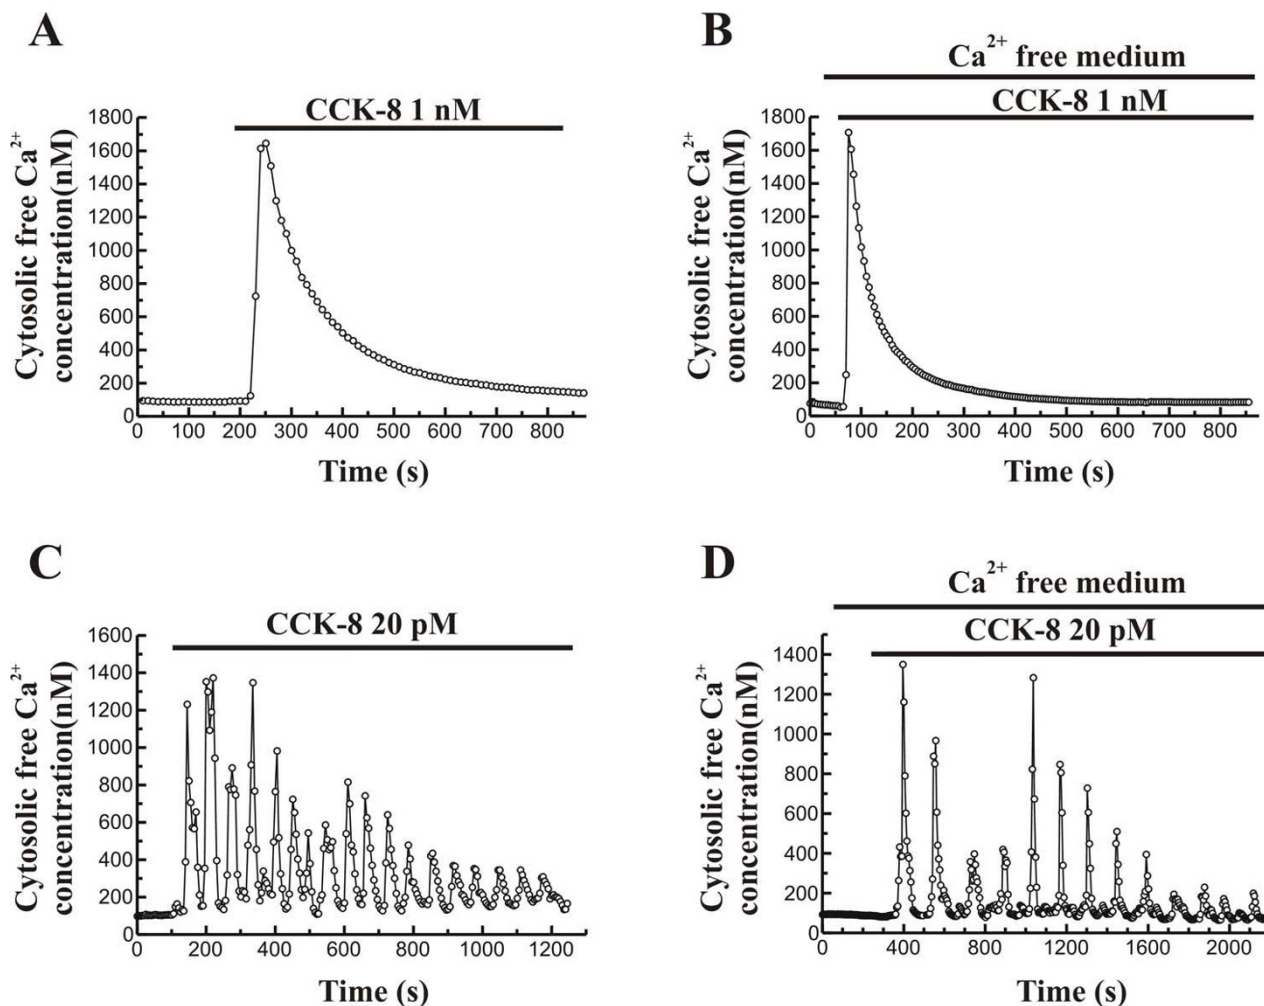 A
CCK-8 1 nM
Cytosolic free Ca²⁺
concentration(nM)
1800
1600
1400
1200
1000
800
600
400
200
0
0 100 200 300 400 500 600 700 800
Time (s)
B
Ca²⁺ free medium
CCK-8 1 nM
Cytosolic free Ca²⁺
concentration(nM)
1800
1600
1400
1200
1000
800
600
400
200
0
0 100 200 300 400 500 600 700 800
Time (s)
C
CCK-8 20 pM
Cytosolic free Ca²⁺
concentration(nM)
1600
1400
1200
1000
800
600
400
200
0
0 200 400 600 800 1000 1200
Time (s)
D
Ca²⁺ free medium
CCK-8 20 pM
Cytosolic free Ca²⁺
concentration(nM)
1400
1200
1000
800
600
400
200
0
0 400 800 1200 1600 2000
Time (s)